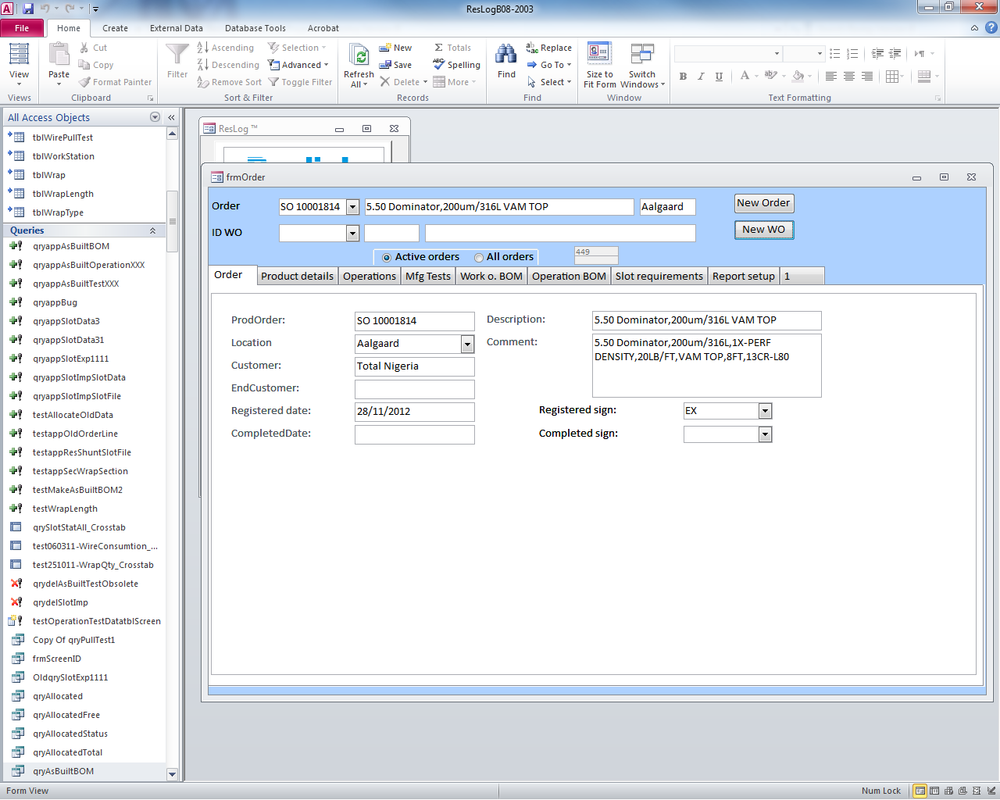 ResLogB08-2003
File
Home
Create
External Data
Database Tools
Acrobat
View
Views
Paste
Cut
Copy
Format Painter
Clipboard
Filter
Ascending
Descending
Remove Sort
Selection
Advanced
Toggle Filter
Sort & Filter
Refresh
All
New
Save
Delete
Totals
Spelling
More
Records
Find
Replace
Go To
Select
Find
Size to
Fit Form
Switch
Windows
Window
B I U
A
Text Formatting
All Access Objects
tblWirePullTest
tblWorkStation
tblWrap
tblWrapLength
tblWrapType
Queries
qryappAsBuiltBOM
qryappAsBuiltOperationXXX
qryappAsBuiltTestXXX
qryappBug
qryappSlotData3
qryappSlotData31
qryappSlotExp1111
qryappSlotImpSlotData
qryappSlotImpSlotFile
testAllocateOldData
testappOldOrderLine
testappResShuntSlotFile
testappSecWrapSection
testMakeAsBuiltBOM2
testWrapLength
qrySlotStatAll_Crosstab
test060311-WireConsumtion_...
test251011-WrapQty_Crosstab
qrydelAsBuiltTestObsolete
qrydelSlotImp
testOperationTestDatatblScreen
Copy Of qryPullTest1
frmScreenID
OldqrySlotExp1111
qryAllocated
qryAllocatedFree
qryAllocatedStatus
qryAllocatedTotal
qryAsBuiltBOM
ResLog ™
frmOrder
Order
SO 10001814
5.50 Dominator,200um/316L VAM TOP
Aalgaard
New Order
ID WO
New WO
Active orders
All orders
449
Order
Product details
Operations
Mfg Tests
Work o. BOM
Operation BOM
Slot requirements
Report setup
1
ProdOrder:
SO 10001814
Description:
5.50 Dominator,200um/316L VAM TOP
Location
Aalgaard
Comment:
5.50 Dominator,200um/316L,1X-PERF
DENSITY,20LB/FT,VAM TOP,8FT,13CR-L80
Customer:
Total Nigeria
EndCustomer:
Registered date:
28/11/2012
Registered sign:
EX
CompletedDate:
Completed sign:
Form View
Num Lock